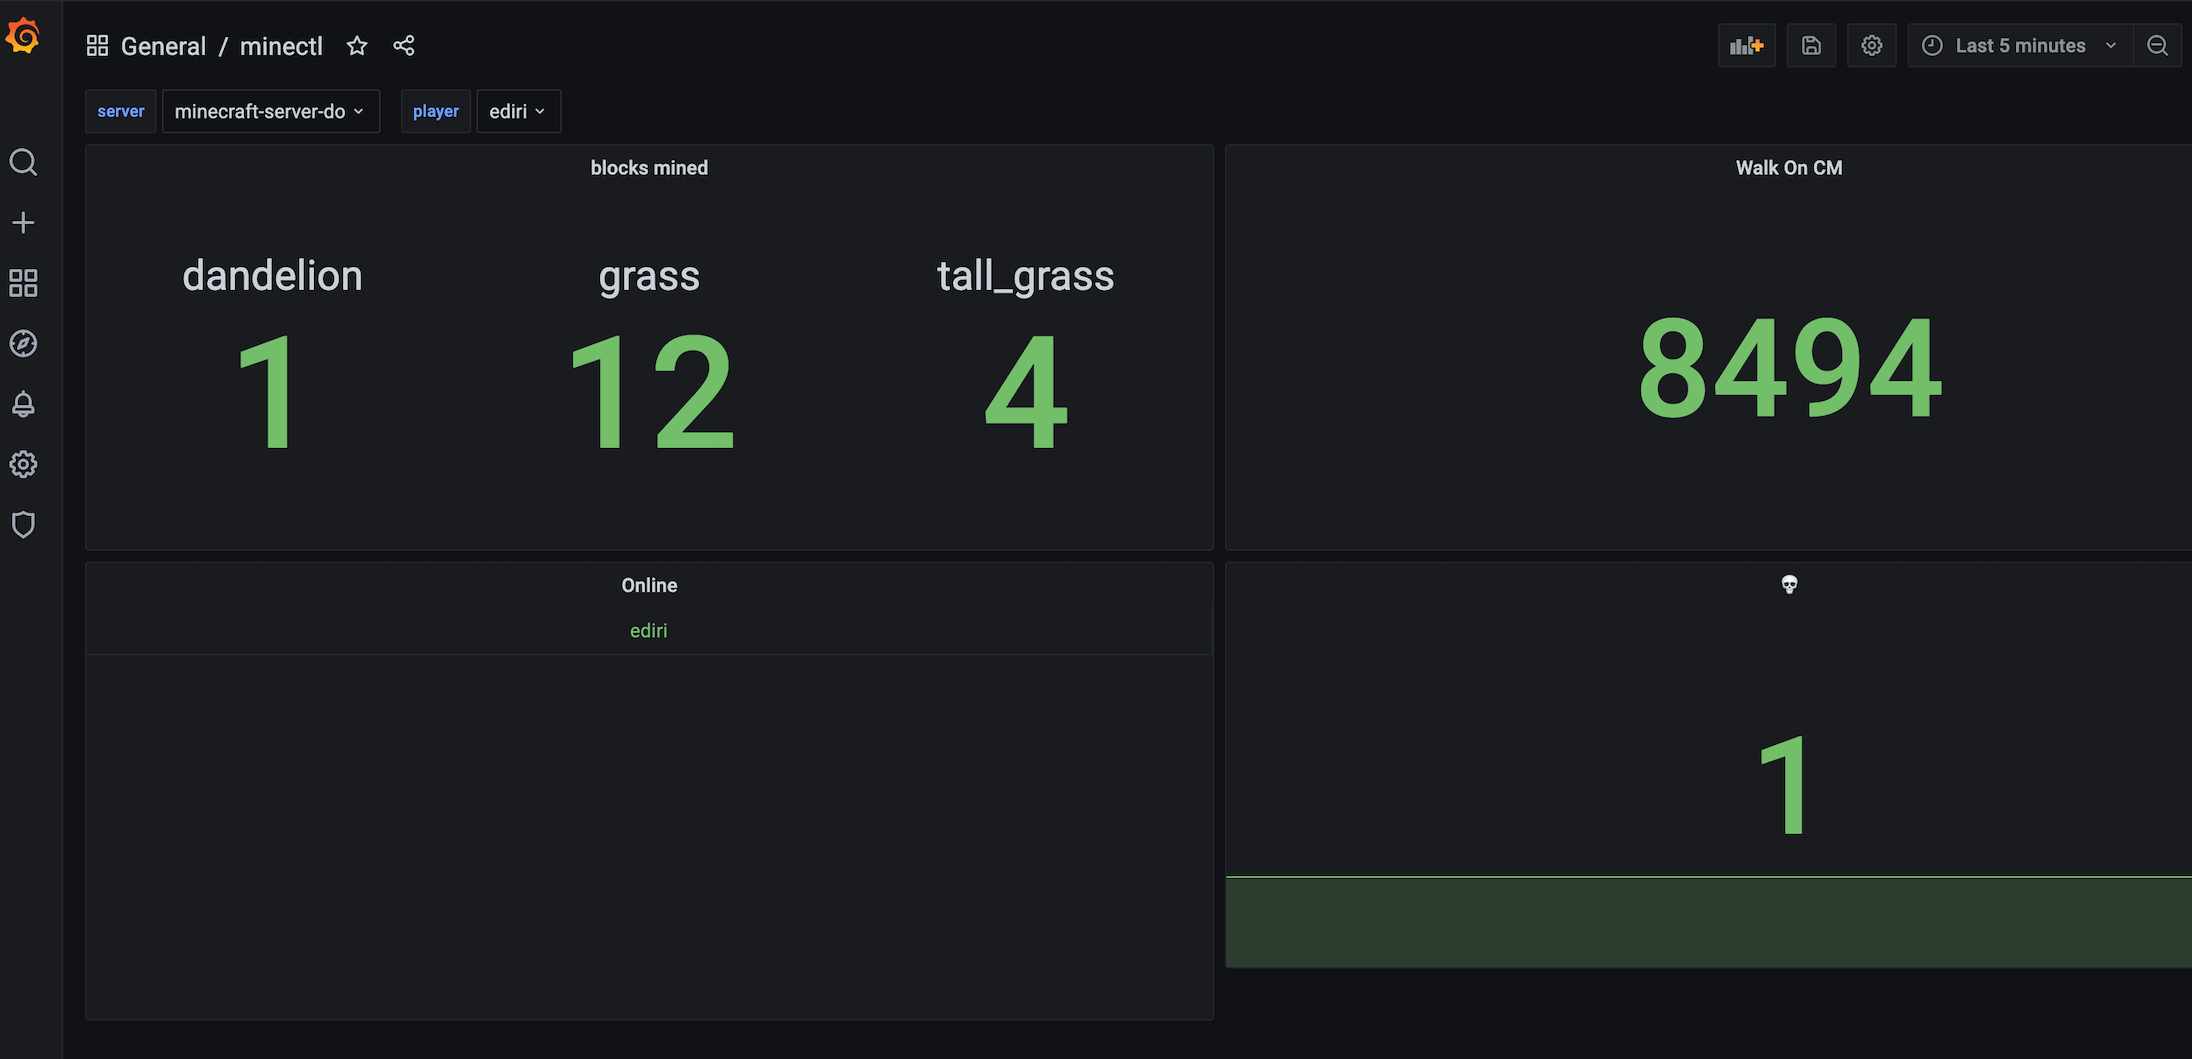 General / minectl
Last 5 minutes
server minecraft-server-do player ediri
blocks mined
dandelion grass tall_grass
1 12 4
Walk On CM
8494
Online
ediri
1